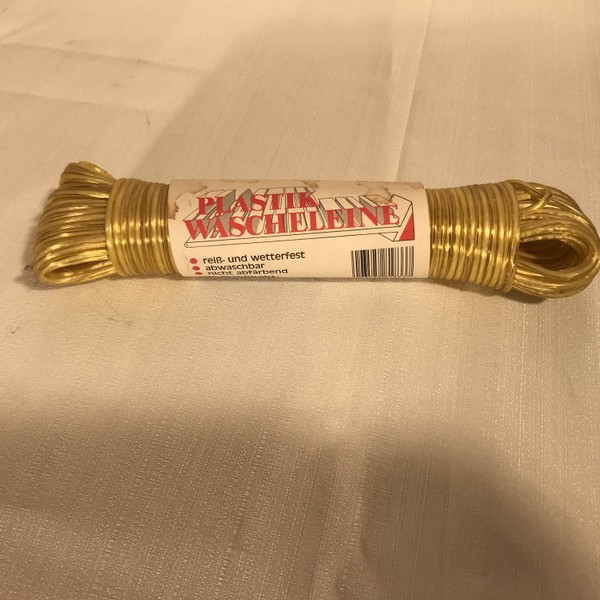 PLASTIK
WÄSCHELEINE
reiß- und wetterfest
abwaschbar
nicht abfärbend